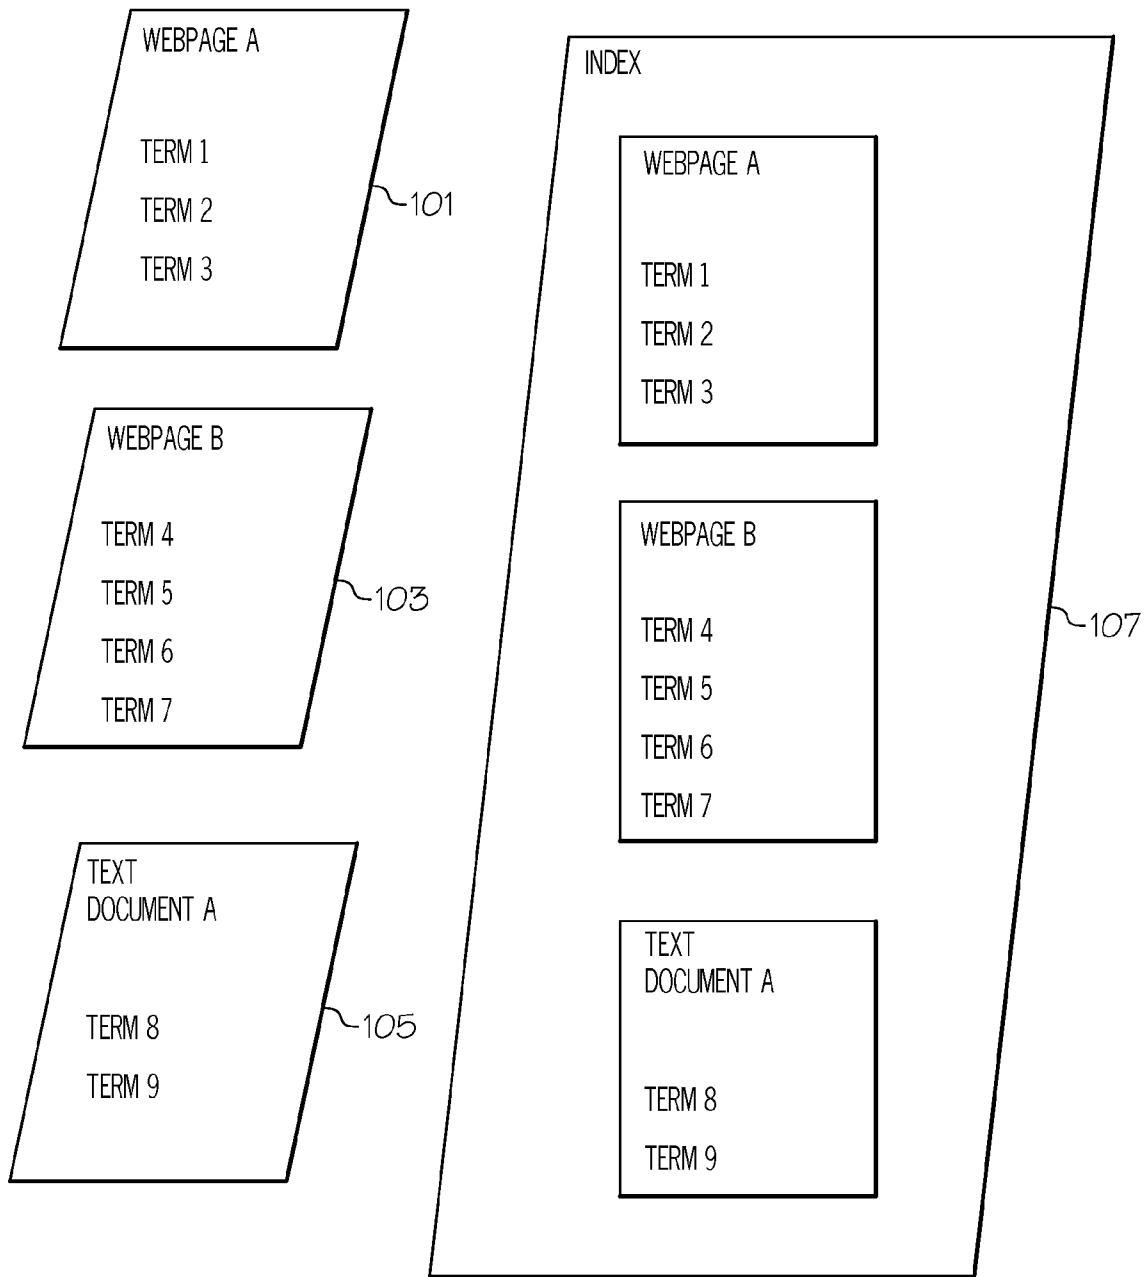 WEBPAGE A
TERM 1
TERM 2
TERM 3
101
WEBPAGE B
TERM 4
TERM 5
TERM 6
TERM 7
103
TEXT
DOCUMENT A
TERM 8
TERM 9
105
INDEX
WEBPAGE A
TERM 1
TERM 2
TERM 3
WEBPAGE B
TERM 4
TERM 5
TERM 6
TERM 7
TEXT
DOCUMENT A
TERM 8
TERM 9
107